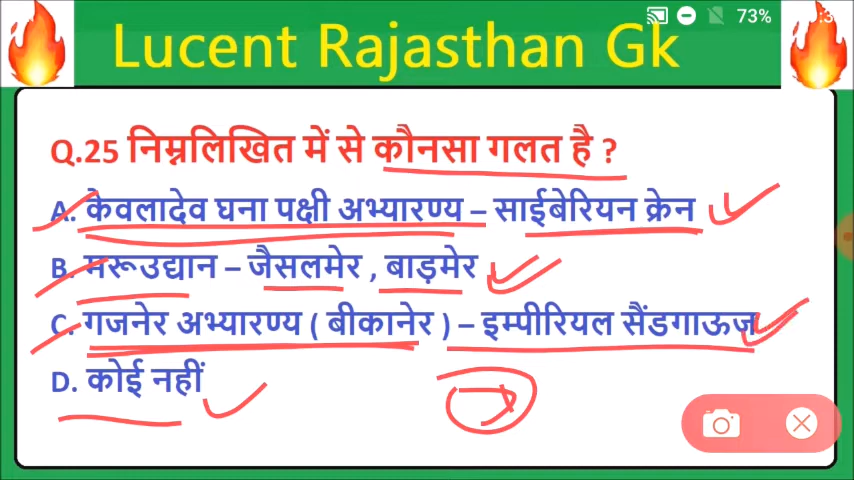 73%
Lucent Rajasthan Gk
Q.25 निम्नलिखित में से कौनसा गलत है ?
A. केवलादेव घना पक्षी अभ्यारण्य – साईबेरियन क्रेन
B. मरूउद्यान – जैसलमेर , बाड़मेर
C. गजनेर अभ्यारण्य ( बीकानेर ) – इम्पीरियल सैंडगाऊज
D. कोई नहीं